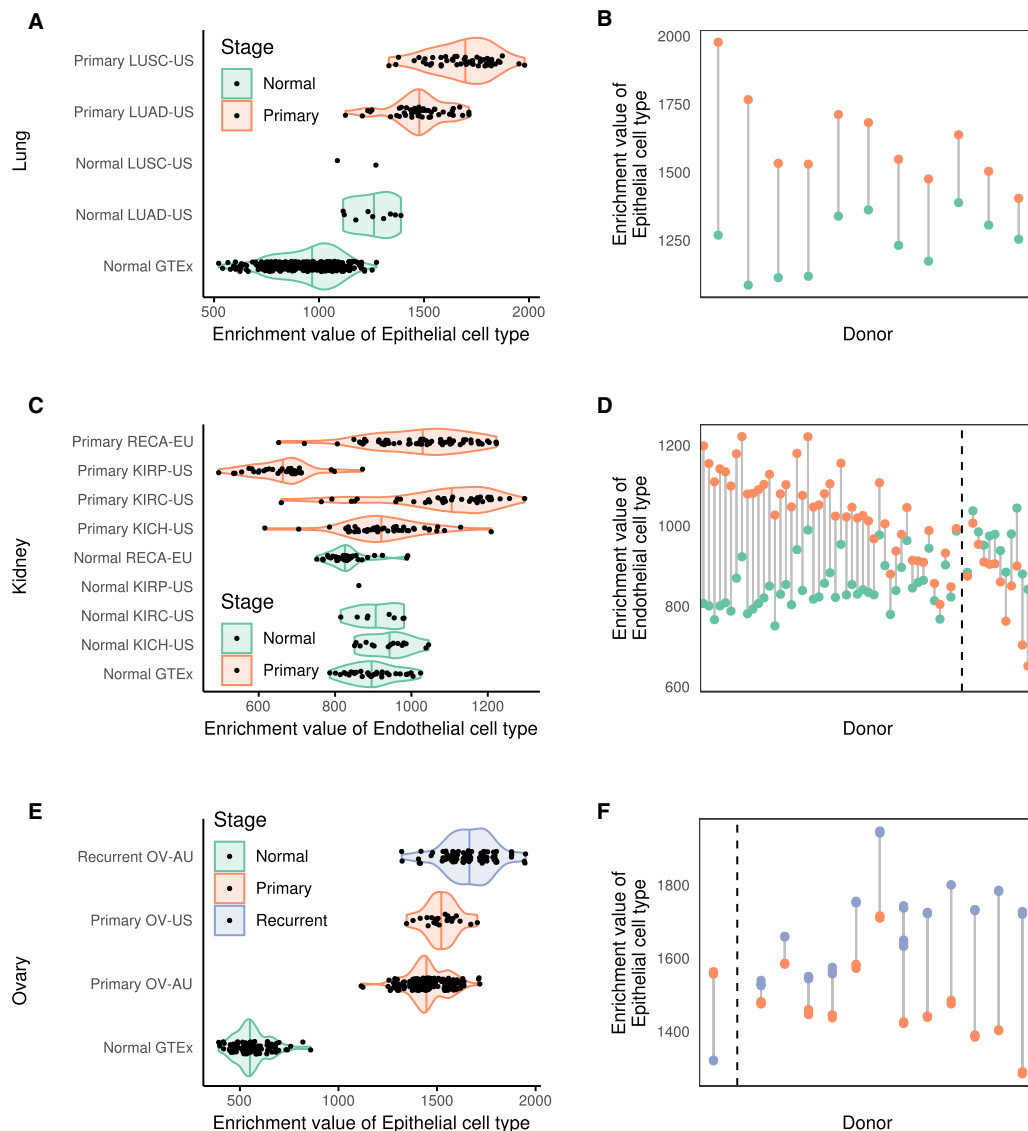 A
Lung
Primary LUSC-US
Primary LUAD-US
Normal LUSC-US
Normal LUAD-US
Normal GTEx
Stage
Normal
Primary
500
1000
1500
2000
Enrichment value of Epithelial cell type
B
Enrichment value of
Epithelial cell type
2000
1750
1500
1250
Donor
C
Kidney
Primary RECA-EU
Primary KIRP-US
Primary KIRC-US
Primary KICH-US
Normal RECA-EU
Normal KIRP-US
Normal KIRC-US
Normal KICH-US
Normal GTEx
Stage
Normal
Primary
600
800
1000
1200
Enrichment value of Endothelial cell type
D
Enrichment value of
Endothelial cell type
1200
1000
800
600
Donor
E
Ovary
Recurrent OV-AU
Primary OV-US
Primary OV-AU
Normal GTEx
Stage
Normal
Primary
Recurrent
500
1000
1500
2000
Enrichment value of Epithelial cell type
F
Enrichment value of
Epithelial cell type
1800
1600
1400
Donor